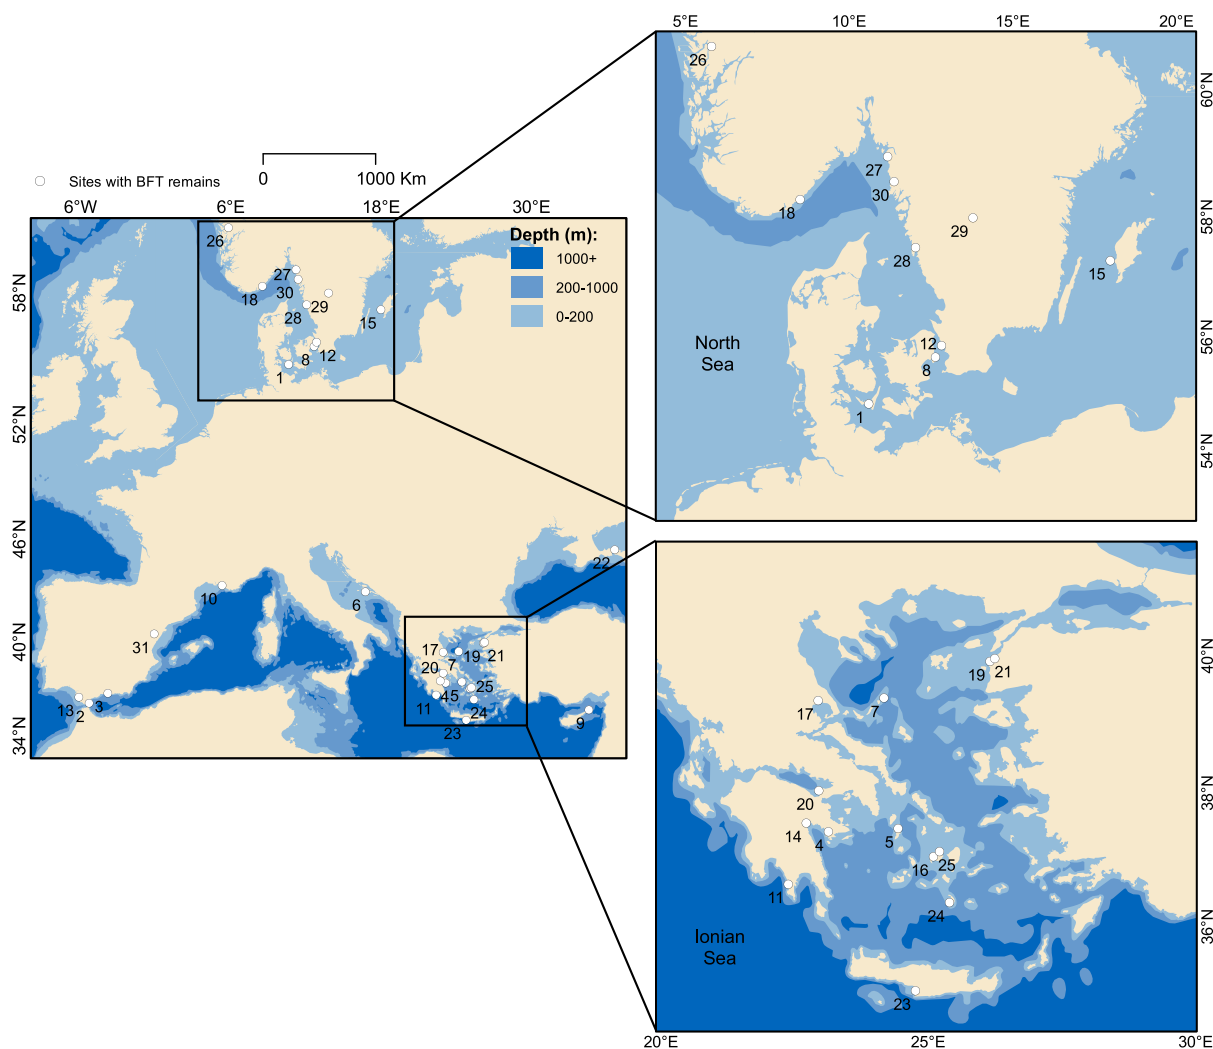 5°E 10°E 15°E 20°E
26
60°N
27
30
18
58°N
29
28
15
North
Sea
56°N
12
8
1
54°N
Sites with BFT remains
0 1000 Km
6°W 6°E 18°E 30°E
26
Depth (m):
1000+
200-1000
0-200
58°N
27
18
30
29
28
15
8
12
1
52°N
46°N
22
10
6
40°N
31
17
7
19
21
20
45
25
13
2
3
11
24
23
9
34°N
40°N
19
21
17
7
38°N
20
14
4
5
16
25
11
24
36°N
Ionian
Sea
23
20°E 25°E 30°E